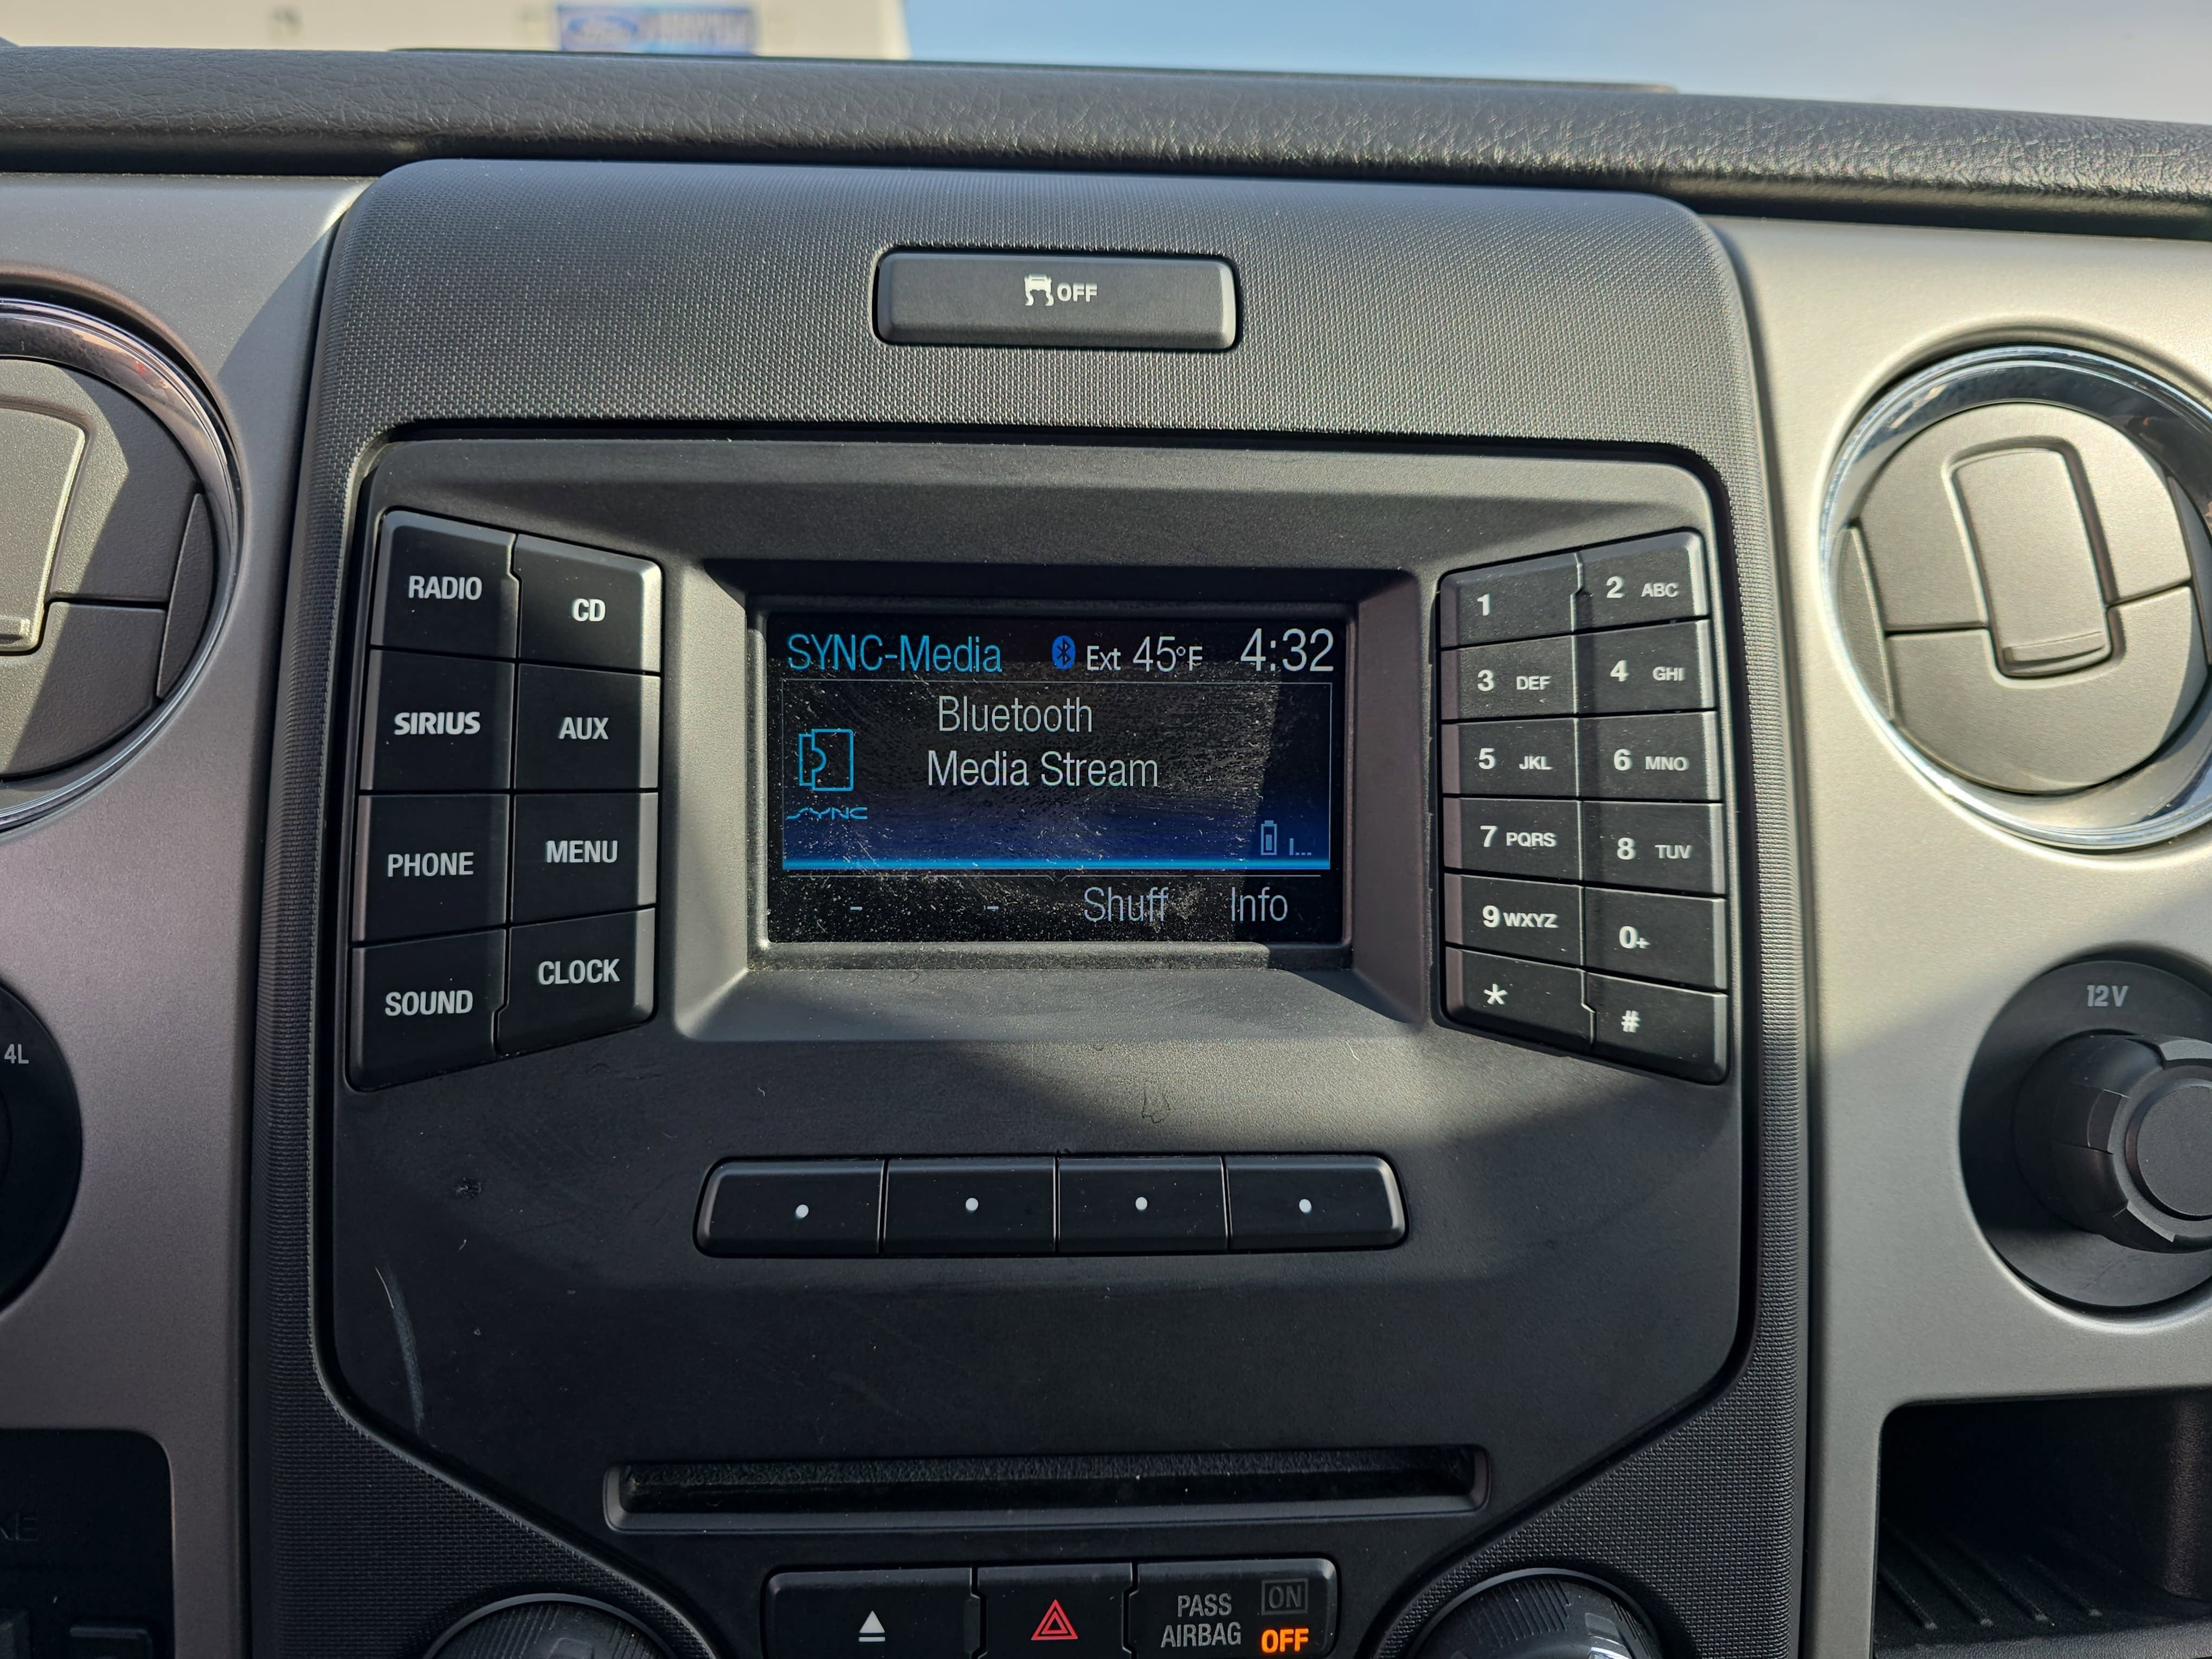 Ford
OFF
RADIO
CD
SIRIUS
AUX
PHONE
MENU
SOUND
CLOCK
SYNC-Media Ext 45°F 4:32
Bluetooth
Media Stream
SYNC
- - Shuff Info
1
2 ABC
3 DEF
4 GHI
5 JKL
6 MNO
7 PQRS
8 TUV
9 WXYZ
0+
*
#
4L
12V
PASS AIRBAG
ON
OFF